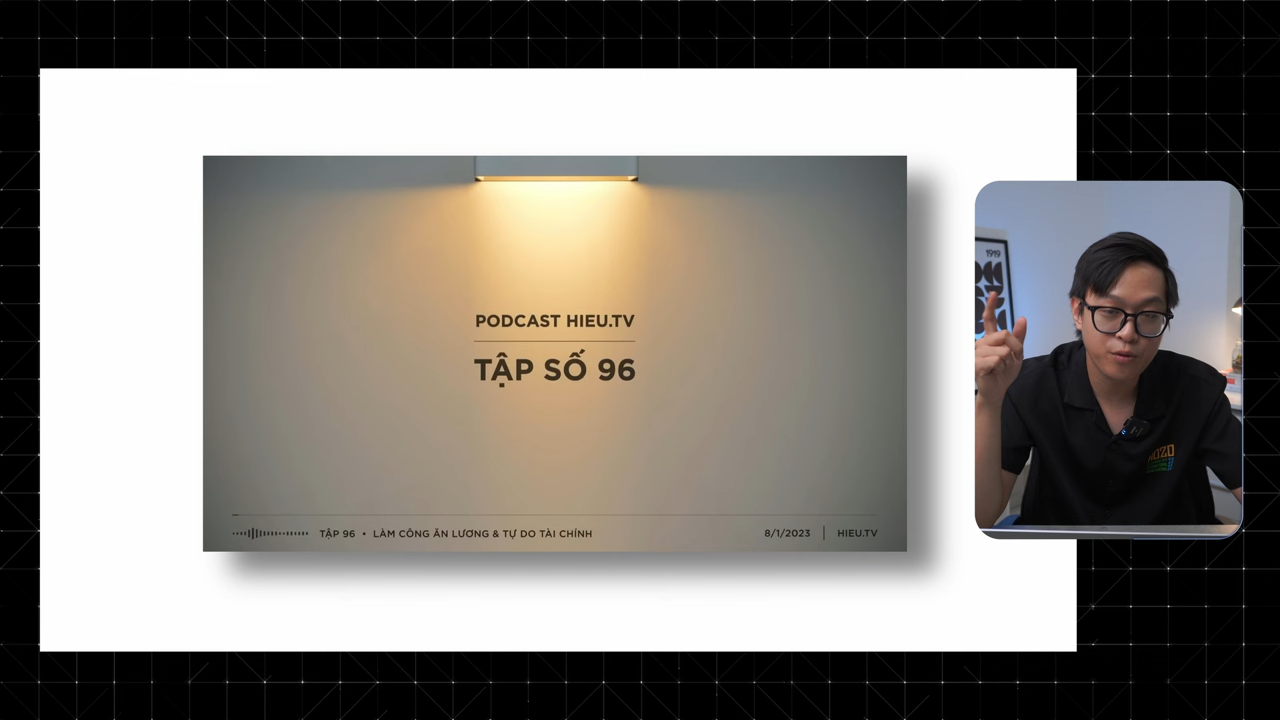 PODCAST HIEU.TV
TẬP SỐ 96
TẬP 96 • LÀM CÔNG ĂN LƯƠNG & TỰ DO TÀI CHÍNH
8/1/2023 | HIEU.TV
1919